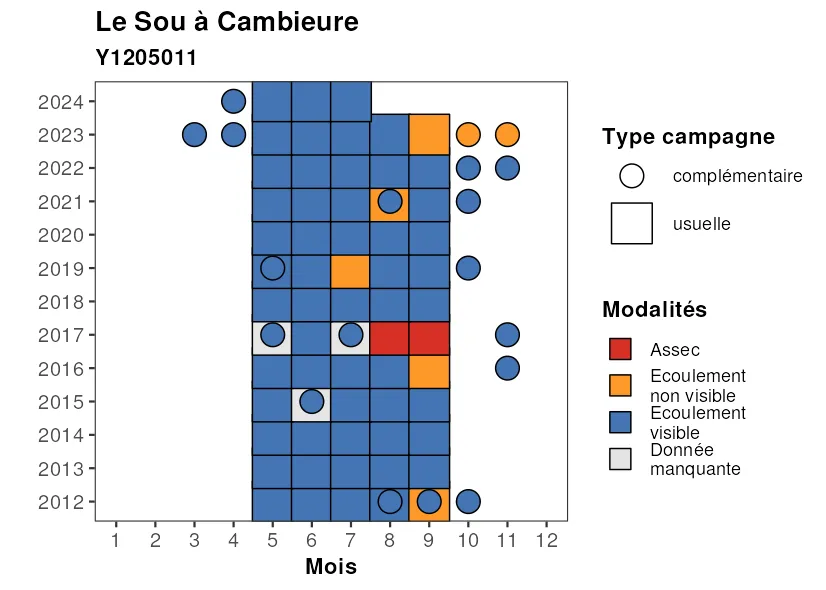 Le Sou à Cambieure
Y1205011
2024
2023
2022
2021
2020
2019
2018
2017
2016
2015
2014
2013
2012
1 2 3 4 5 6 7 8 9 10 11 12
Mois
Type campagne
complémentaire
usuelle
Modalités
Assec
Ecoulement
non visible
Ecoulement
visible
Donnée
manquante